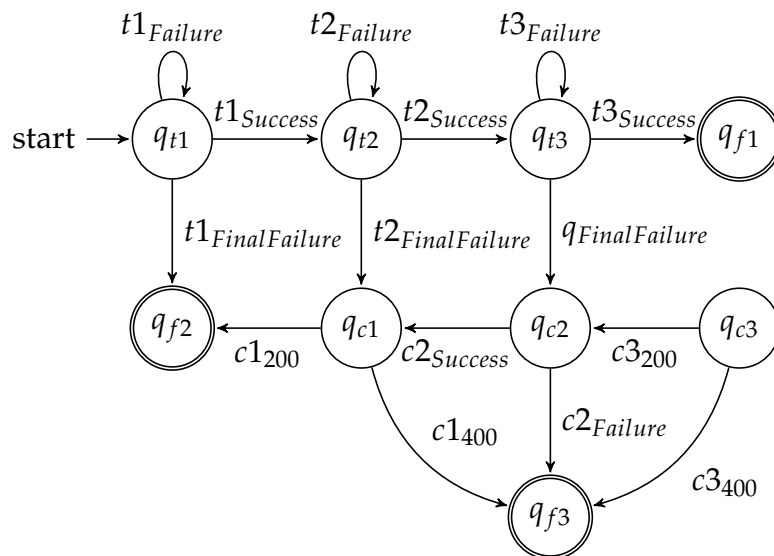 t1Failure t2Failure t3Failure
start qt1 t1Success qt2 t2Success qt3 t3Success qf1
t1FinalFailure t2FinalFailure qFinalFailure
qf2 c1200 qc1 c2Success qc2 c3200 qc3
c1400 c2Failure c3400
qf3